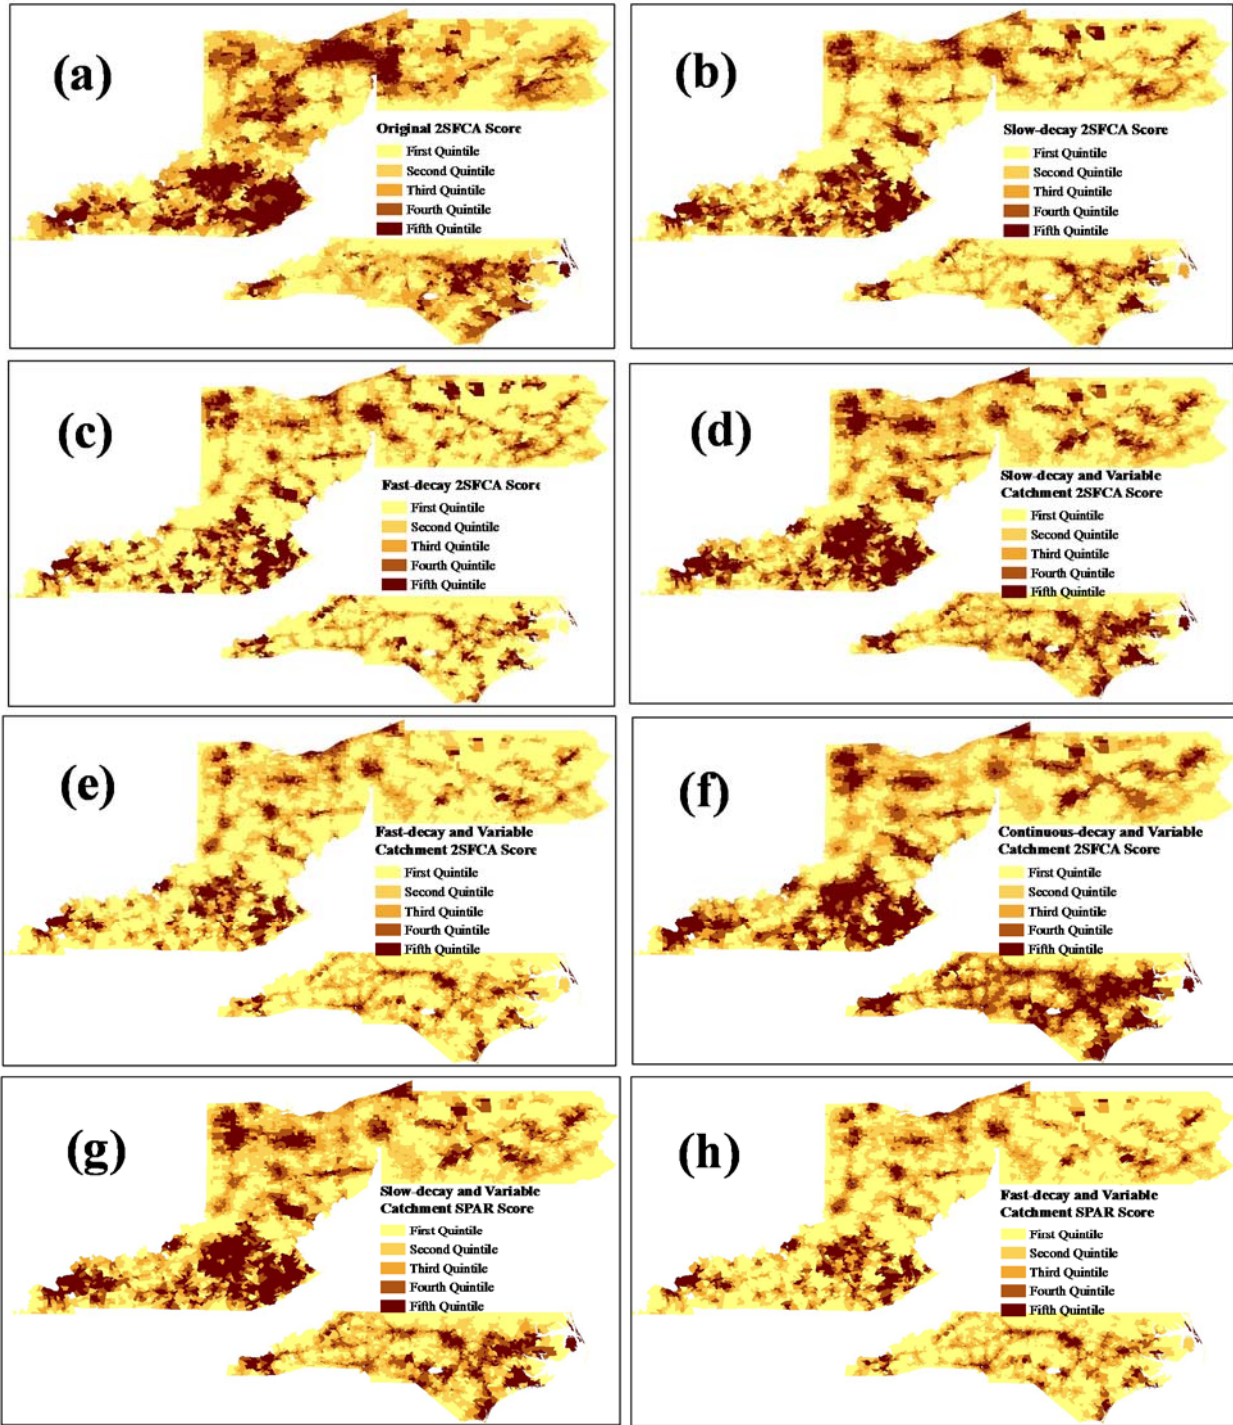 (a)
Original 2SFCA Score
First Quintile
Second Quintile
Third Quintile
Fourth Quintile
Fifth Quintile
(b)
Slow-decay 2SFCA Score
First Quintile
Second Quintile
Third Quintile
Fourth Quintile
Fifth Quintile
(c)
Fast-decay 2SFCA Score
First Quintile
Second Quintile
Third Quintile
Fourth Quintile
Fifth Quintile
(d)
Slow-decay and Variable
Catchment 2SFCA Score
First Quintile
Second Quintile
Third Quintile
Fourth Quintile
Fifth Quintile
(e)
Fast-decay and Variable
Catchment 2SFCA Score
First Quintile
Second Quintile
Third Quintile
Fourth Quintile
Fifth Quintile
(f)
Continuous-decay and Variable
Catchment 2SFCA Score
First Quintile
Second Quintile
Third Quintile
Fourth Quintile
Fifth Quintile
(g)
Slow-decay and Variable
Catchment SPAR Score
First Quintile
Second Quintile
Third Quintile
Fourth Quintile
Fifth Quintile
(h)
Fast-decay and Variable
Catchment SPAR Score
First Quintile
Second Quintile
Third Quintile
Fourth Quintile
Fifth Quintile